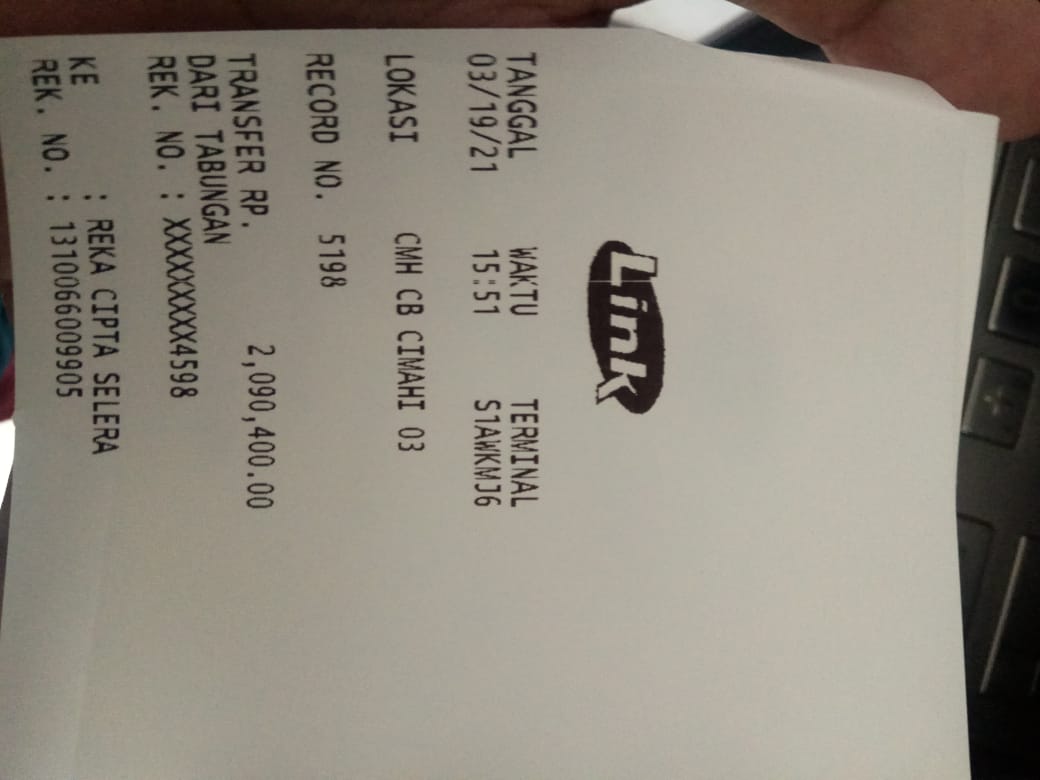 Link
TANGGAL WAKTU TERMINAL
03/19/21 15:51 S1AWKMJ6
LOKASI CMH CB CIMAHI 03
RECORD NO. 5198
TRANSFER RP. 2,090,400.00
DARI TABUNGAN
REK. NO. : XXXXXXXXX4598
KE : REKA CIPTA SELERA
REK. NO. : 1310066009905